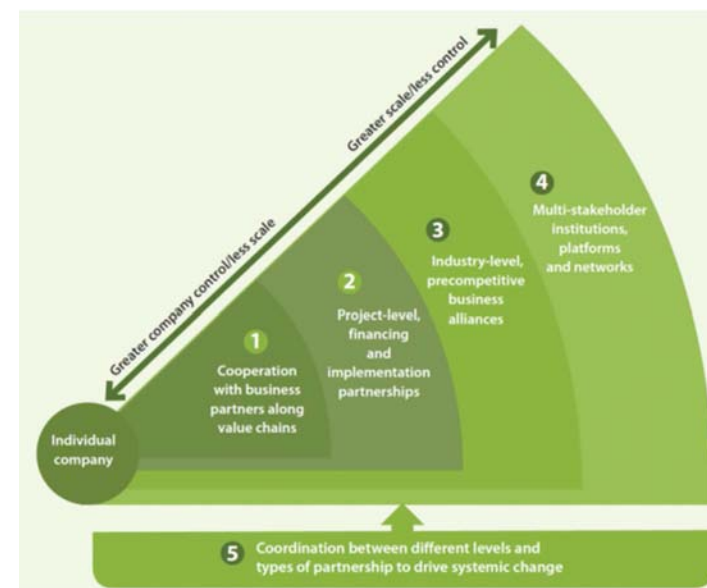 Greater scale/less control
Greater company control/less scale
4
Multi-stakeholder
institutions,
platforms
and networks
3
Industry-level,
precompetitive
business
alliances
2
Project-level,
financing
and
implementation
partnerships
1
Cooperation
with business
partners along
value chains
Individual
company
5 Coordination between different levels and
types of partnership to drive systemic change